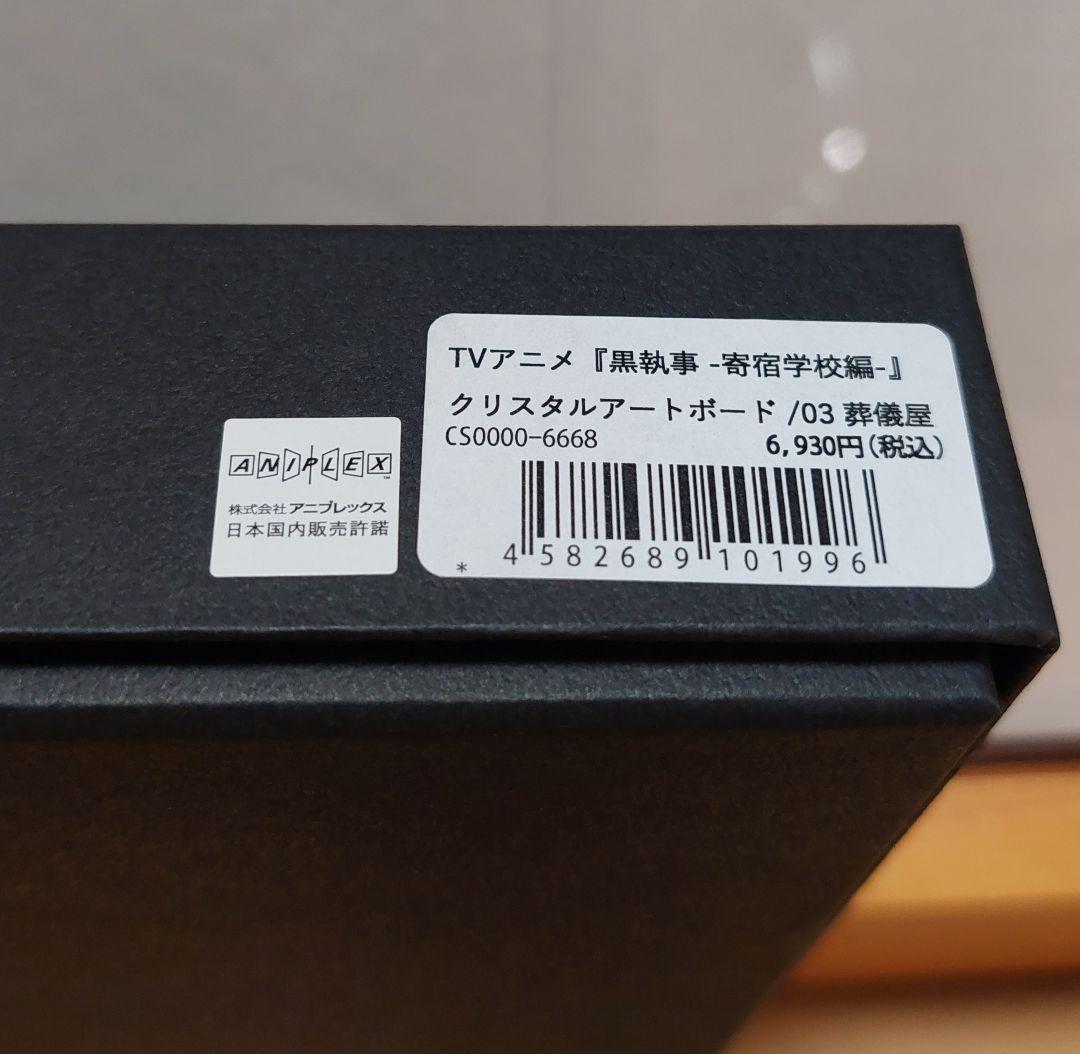 TVアニメ『黒執事 -寄宿学校編-』
クリスタルアートボード /03 葬儀屋
CS0000-6668 6,930円(税込)
* 4 582689 101996
ANIPLEX™
株式会社 アニプレックス
日本国内販売許諾